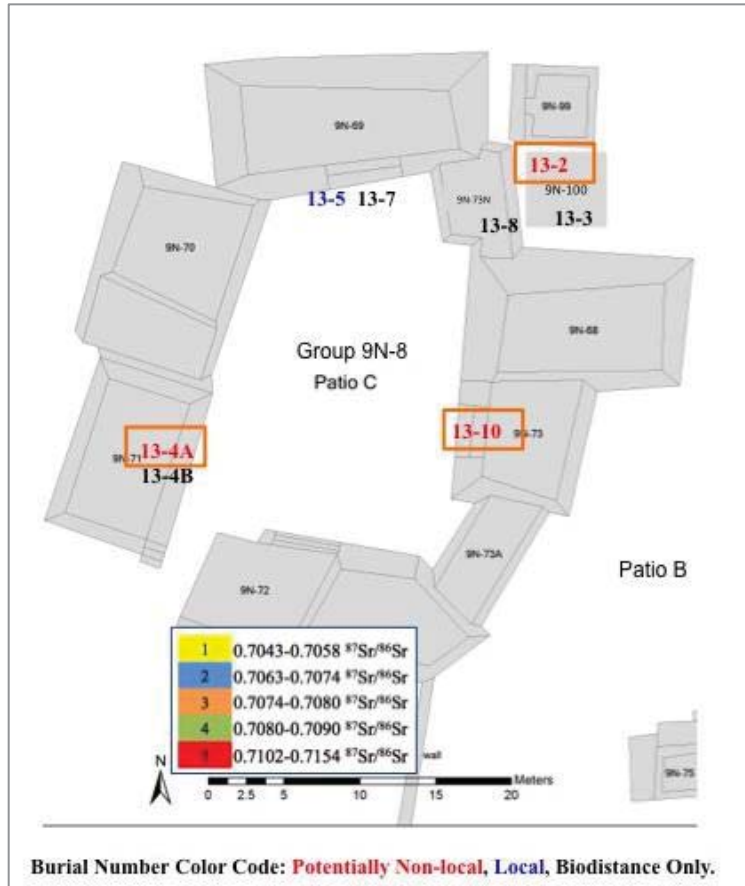 9N-69
9N-99
13-2
9N-100
13-5 13-7
9N-73N
13-8
13-3
9N-70
9N-68
Group 9N-8
Patio C
13-4A
9N-71
13-4B
13-10
9N-73
9N-73A
Patio B
9N-72
1 0.7043-0.7058 ⁸⁷Sr/⁸⁶Sr
2 0.7063-0.7074 ⁸⁷Sr/⁸⁶Sr
3 0.7074-0.7080 ⁸⁷Sr/⁸⁶Sr
4 0.7080-0.7090 ⁸⁷Sr/⁸⁶Sr
5 0.7102-0.7154 ⁸⁷Sr/⁸⁶Sr
wall
N
Meters
0 2.5 5 10 15 20
9N-75
Burial Number Color Code: Potentially Non-local, Local, Biodistance Only.